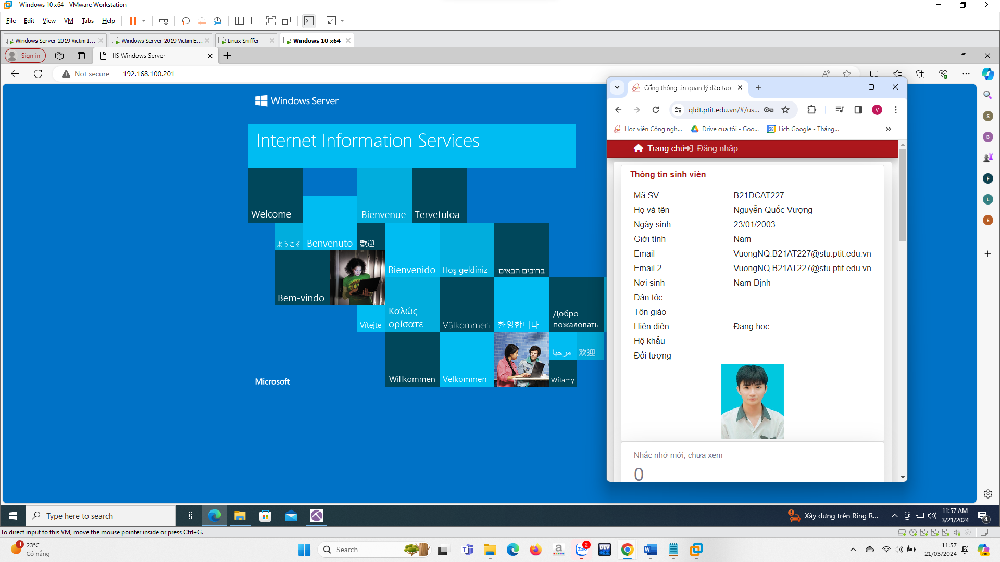 Windows 10 x64 - VMware Workstation
File Edit View VM Tabs Help
Windows Server 2019 Victim I... Windows Server 2019 Victim E... Linux Sniffer Windows 10 x64
Sign in IIS Windows Server
Not secure 192.168.100.201
Windows Server
Internet Information Services
Welcome
Bienvenue
Tervetuloa
ようこそ
Benvenuto
歡迎
Bienvenido
Hoş geldiniz
ברוכים הבאים
Bem-vindo
Vítejte
Καλώς
ορίσατε
Välkommen
환영합니다
Добро
пожаловать
Microsoft
Willkommen
Velkommen
مرحبا
欢迎
Witamy
Cổng thông tin quản lý đào tạo
qldt.ptit.edu.vn/#/us...
V
Học viện Công ngh... Drive của tôi - Goo... 28 Lịch Google - Tháng...
Trang chủ Đăng nhập
Thông tin sinh viên
Mã SV B21DCAT227
Họ và tên Nguyễn Quốc Vượng
Ngày sinh 23/01/2003
Giới tính Nam
Email VuongNQ.B21AT227@stu.ptit.edu.vn
Email 2 VuongNQ.B21AT227@stu.ptit.edu.vn
Nơi sinh Nam Định
Dân tộc
Tôn giáo
Hiện diện Đang học
Hộ khẩu
Đối tượng
Nhắc nhở mới, chưa xem
0
S
B
F
L
E
Type here to search
Xây dựng trên Ring R...
11:57 AM
3/21/2024
4
To direct input to this VM, move the mouse pointer inside or press Ctrl+G.
1
23°C
Có nắng
Search
Zalo
2
DEV
11:57
21/03/2024
PRE